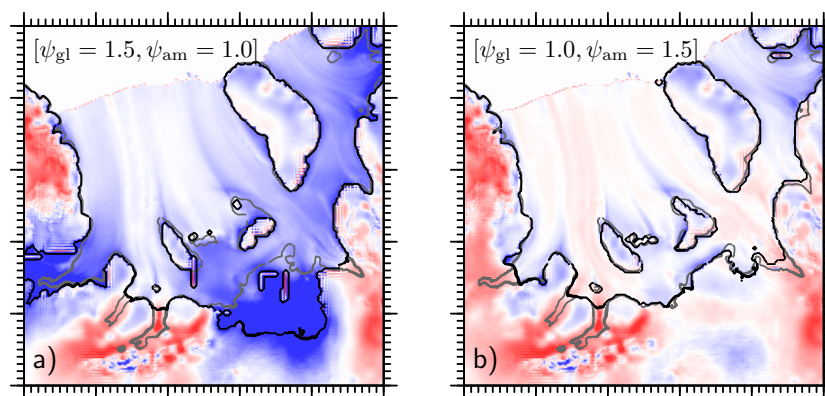 [ψgl = 1.5, ψam = 1.0]
[ψgl = 1.0, ψam = 1.5]
a)
b)